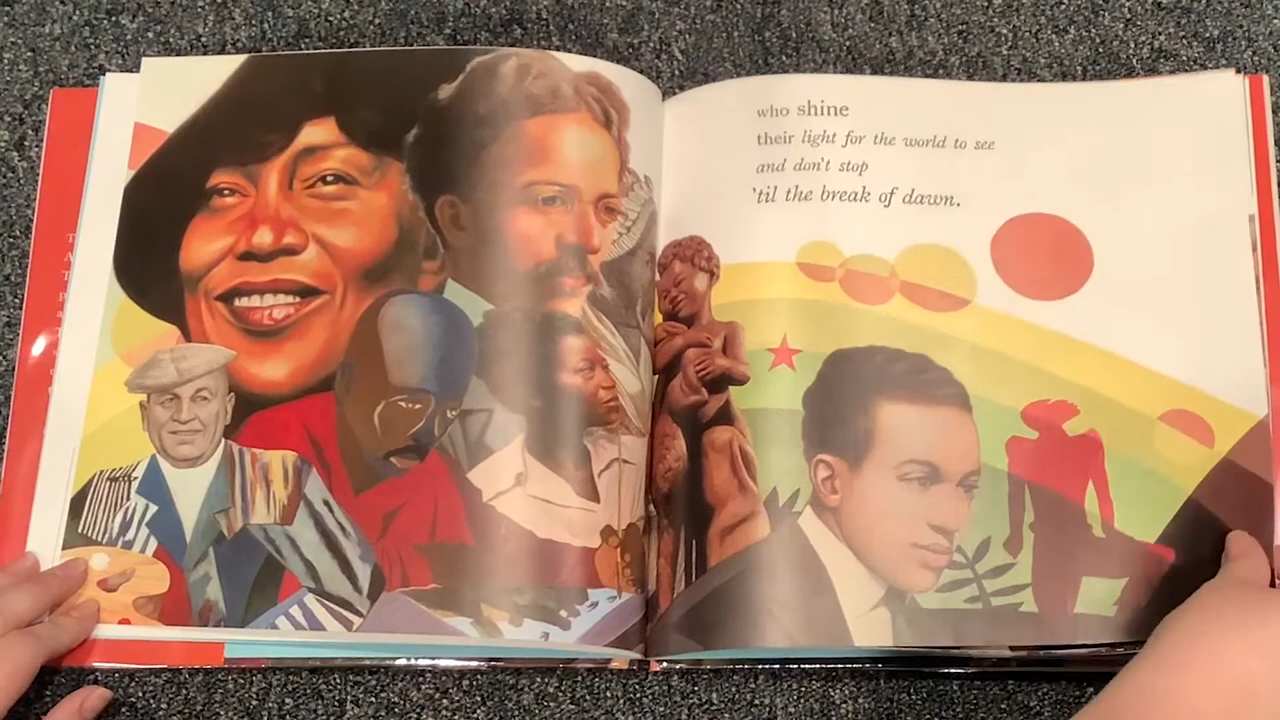 who shine
their light for the world to see
and don't stop
'til the break of dawn.